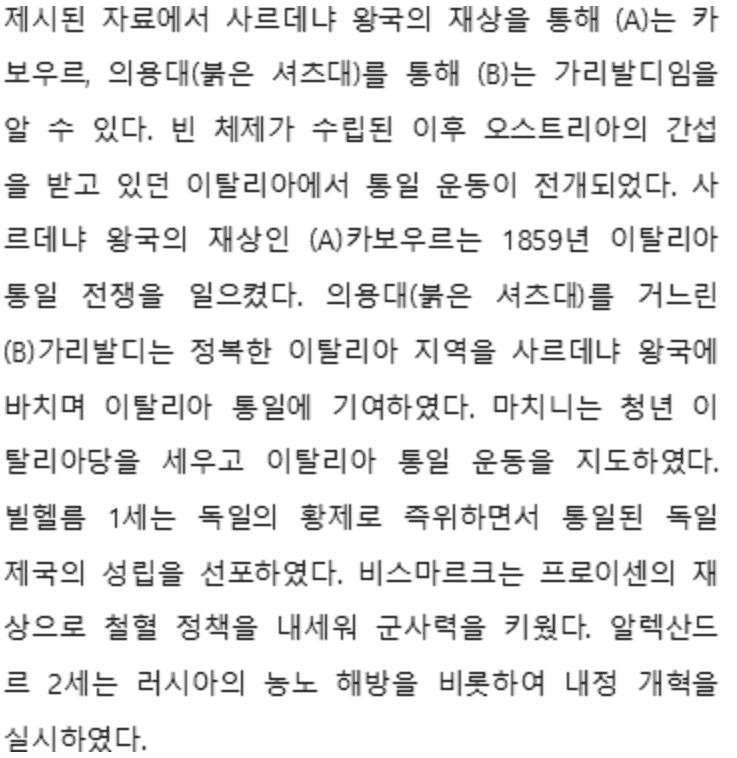 제시된 자료에서 사르데냐 왕국의 재상을 통해 (A)는 카
보우르, 의용대(붉은 셔츠대)를 통해 (B)는 가리발디임을
알 수 있다. 빈 체제가 수립된 이후 오스트리아의 간섭
을 받고 있던 이탈리아에서 통일 운동이 전개되었다. 사
르데냐 왕국의 재상인 (A)카보우르는 1859년 이탈리아
통일 전쟁을 일으켰다. 의용대(붉은 셔츠대)를 거느린
(B)가리발디는 정복한 이탈리아 지역을 사르데냐 왕국에
바치며 이탈리아 통일에 기여하였다. 마치니는 청년 이
탈리아당을 세우고 이탈리아 통일 운동을 지도하였다.
빌헬름 1세는 독일의 황제로 즉위하면서 통일된 독일
제국의 성립을 선포하였다. 비스마르크는 프로이센의 재
상으로 철혈 정책을 내세워 군사력을 키웠다. 알렉산드
르 2세는 러시아의 농노 해방을 비롯하여 내정 개혁을
실시하였다.